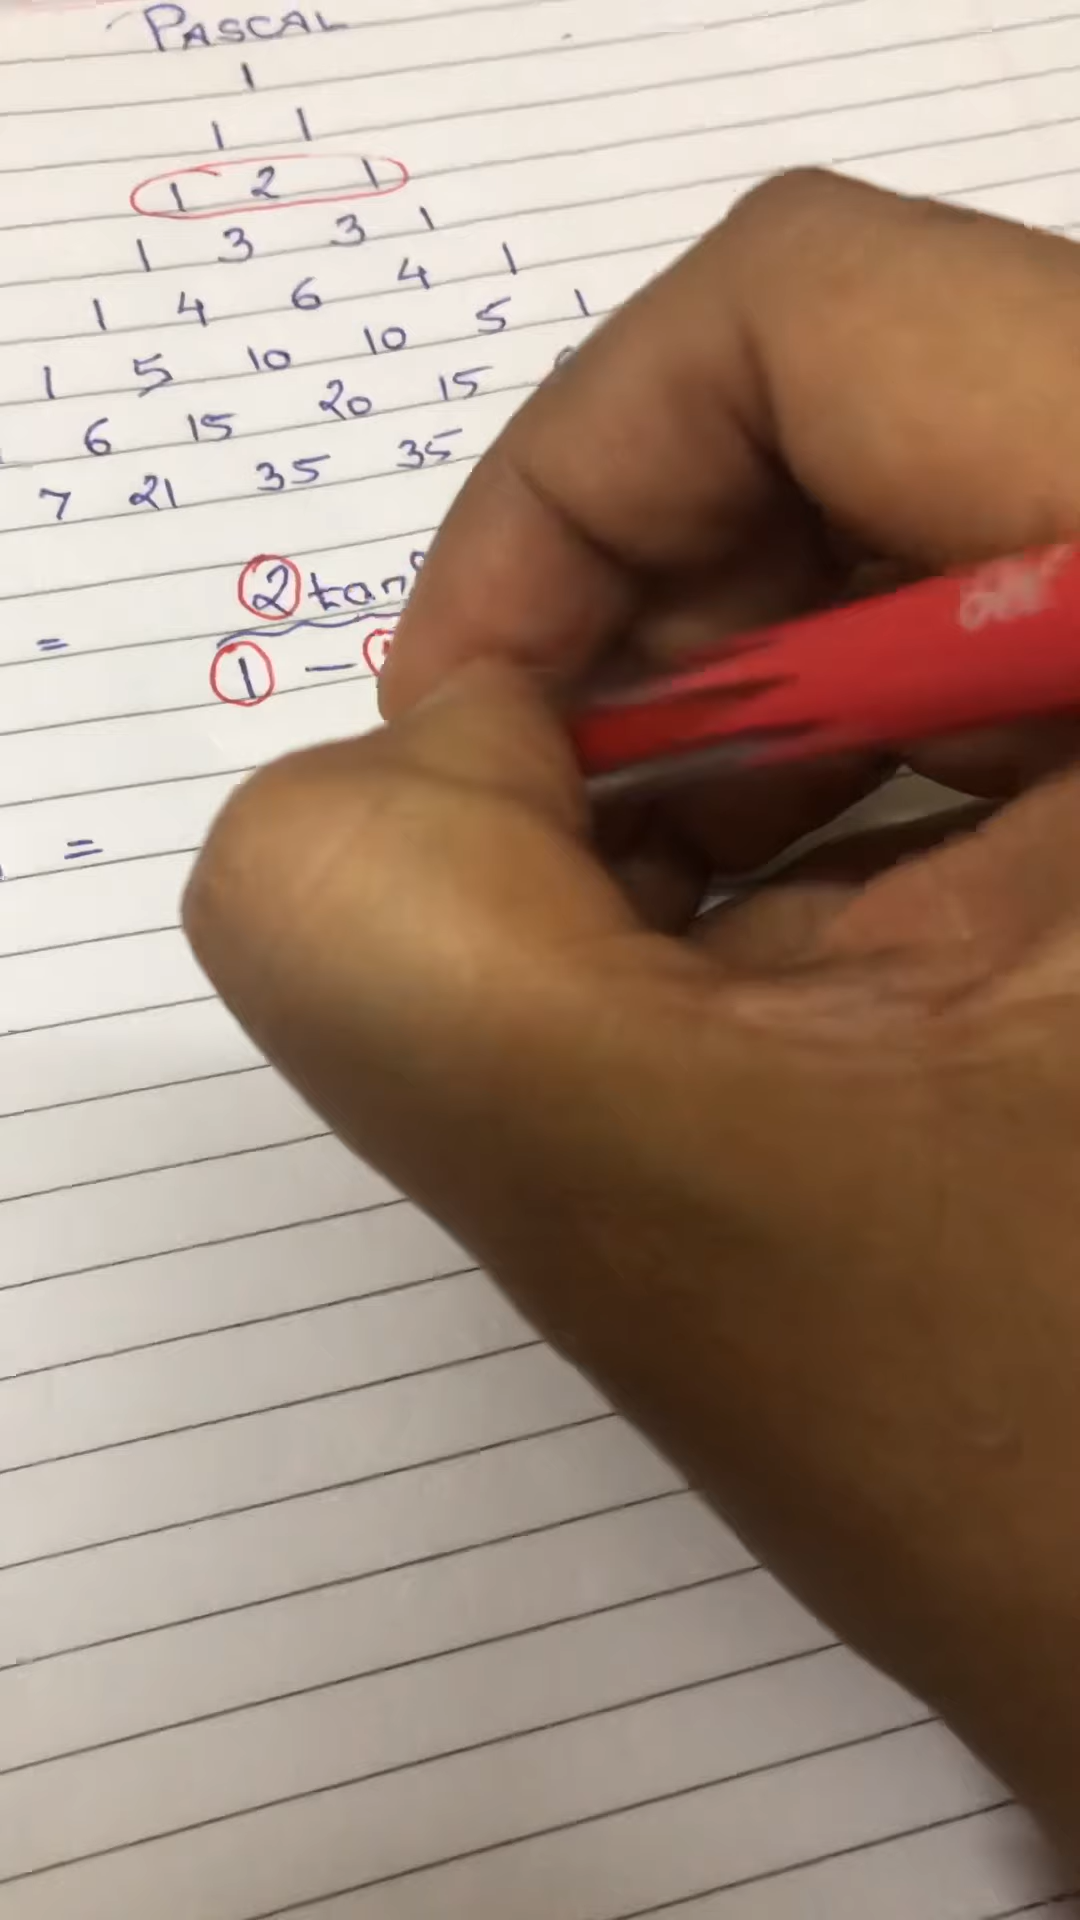 PASCAL
1
1 1
1 2 1
1 3 3 1
1 4 6 4 1
1 5 10 10 5 1
6 15 20 15
7 21 35 35
= 2 tan
1 -
=